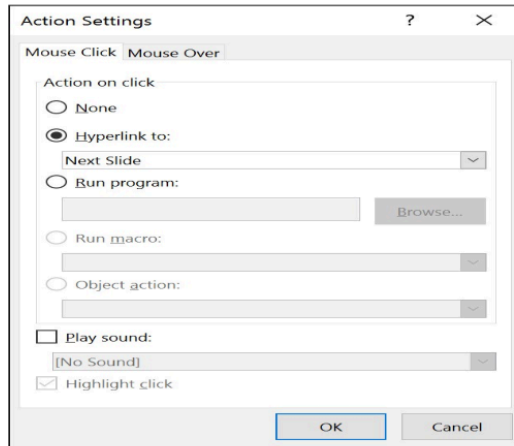 Action Settings ?
Mouse Click Mouse Over
Action on click
None
Hyperlink to:
Next Slide
Run program:
Browse...
Run macro:
Object action:
Play sound:
[No Sound]
Highlight click
OK Cancel